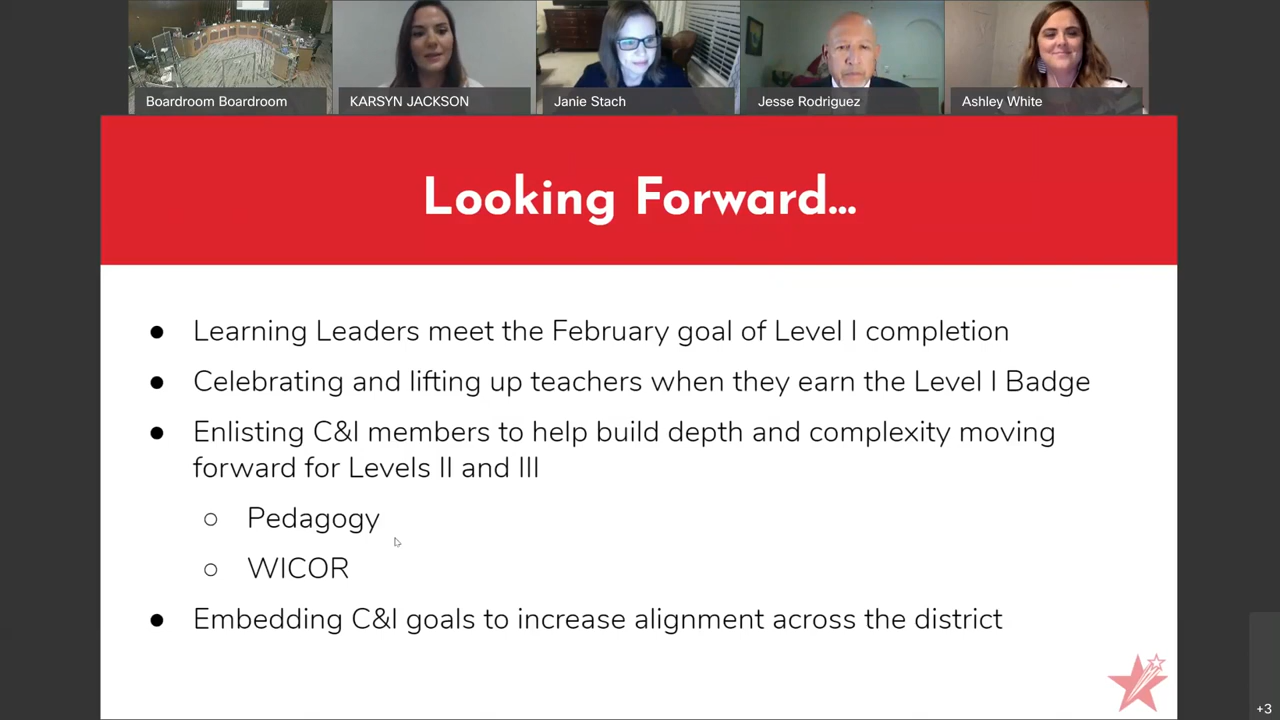 Boardroom Boardroom
KARSYN JACKSON
Janie Stach
Jesse Rodriguez
Ashley White
Looking Forward...
● Learning Leaders meet the February goal of Level I completion
● Celebrating and lifting up teachers when they earn the Level I Badge
● Enlisting C&I members to help build depth and complexity moving
forward for Levels II and III
○ Pedagogy
○ WICOR
● Embedding C&I goals to increase alignment across the district
+3